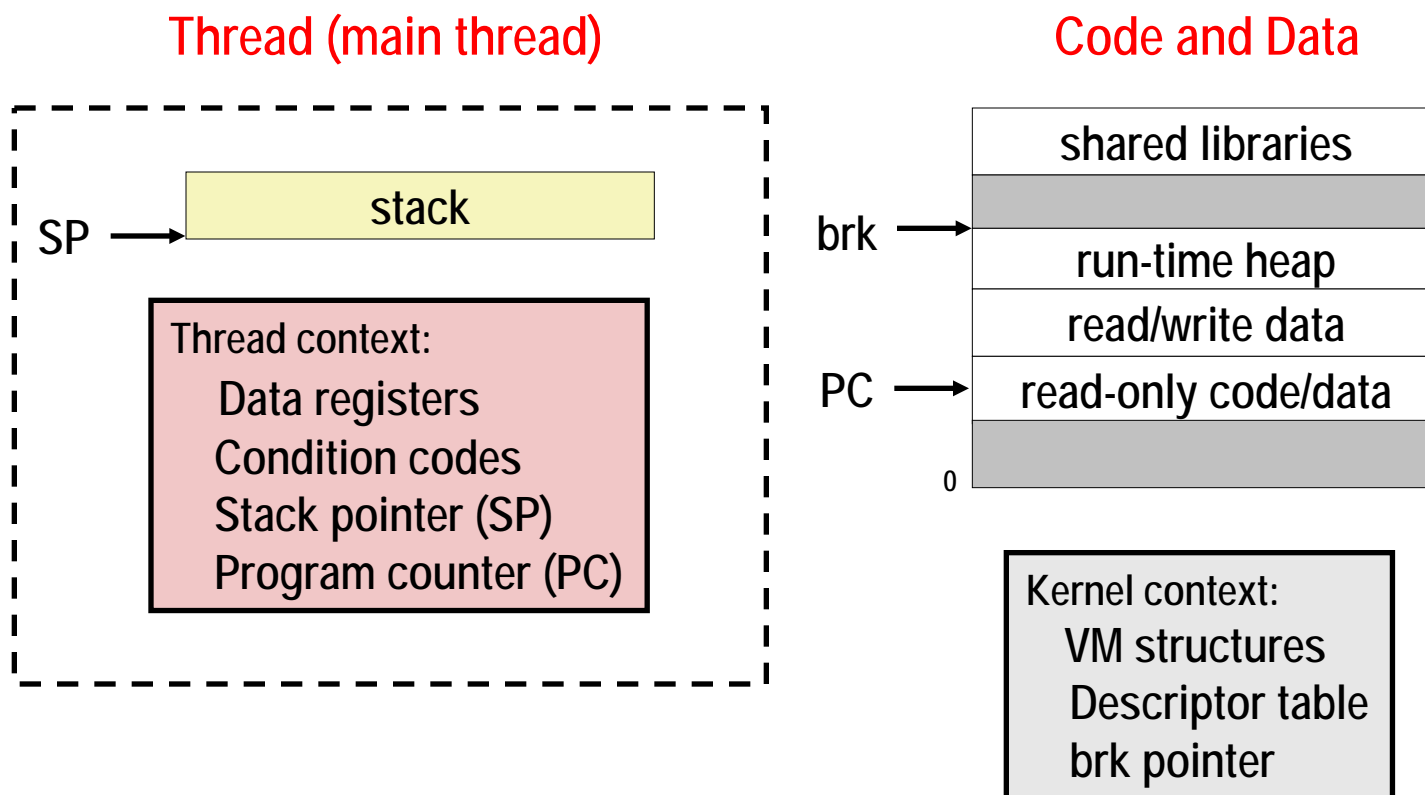 Thread (main thread)
stack
SP
Thread context:
Data registers
Condition codes
Stack pointer (SP)
Program counter (PC)
Code and Data
shared libraries
brk
run-time heap
read/write data
PC
read-only code/data
0
Kernel context:
VM structures
Descriptor table
brk pointer